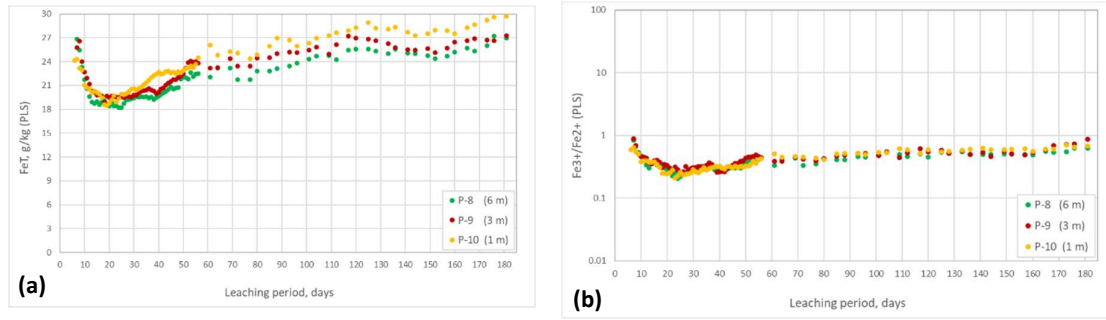 30
27
24
21
18
15
12
9
6
3
0
FeT, g/kg (PLS)
P-8 (6 m)
P-9 (3 m)
P-10 (1 m)
0 10 20 30 40 50 60 70 80 90 100 110 120 130 140 150 160 170 180
Leaching period, days
(a)
100
10
1
0.1
0.01
Fe3+/Fe2+ (PLS)
P-8 (6 m)
P-9 (3 m)
P-10 (1 m)
0 10 20 30 40 50 60 70 80 90 100 110 120 130 140 150 160 170 180
Leaching period, days
(b)